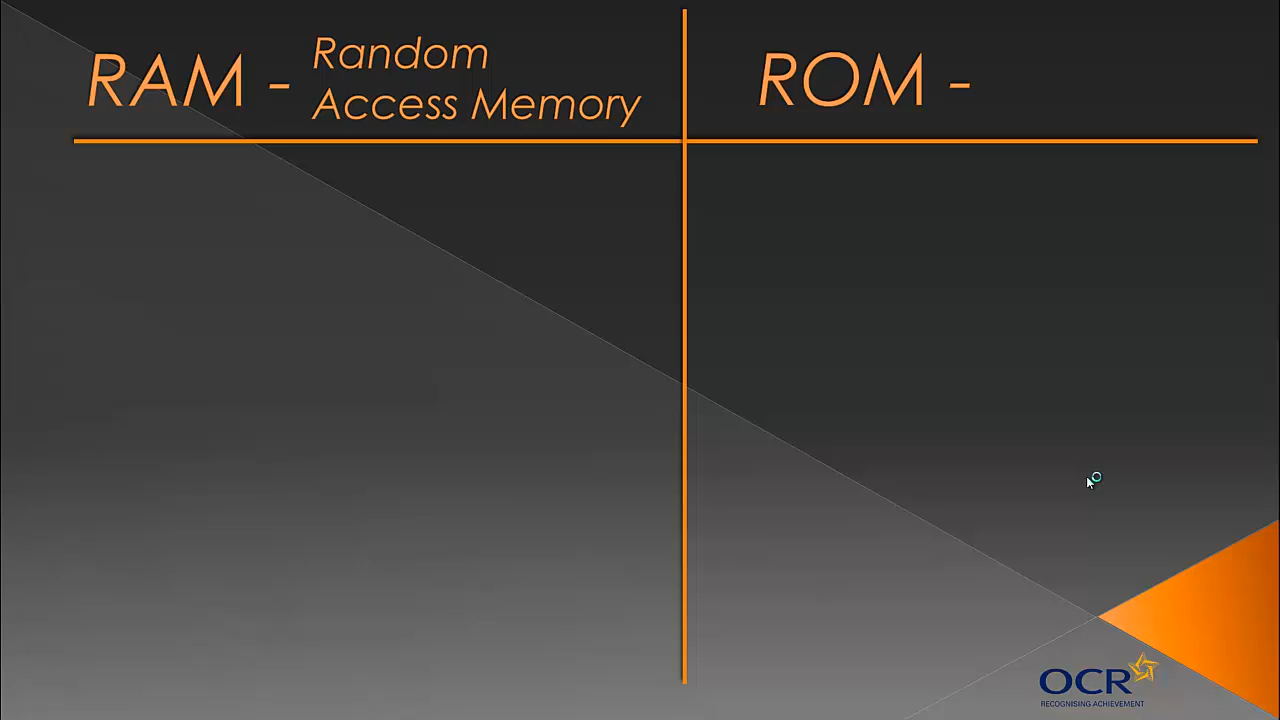 RAM -
Random
Access Memory
ROM -
OCR
RECOGNISING ACHIEVEMENT